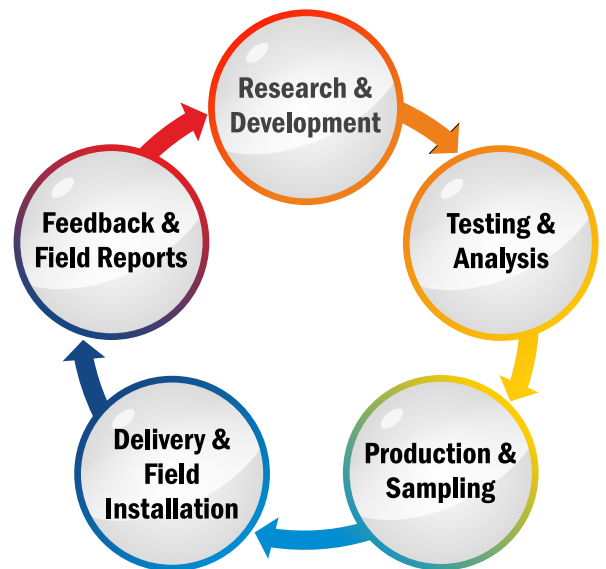 Research &
Development
Testing &
Analysis
Production &
Sampling
Delivery &
Field
Installation
Feedback &
Field Reports